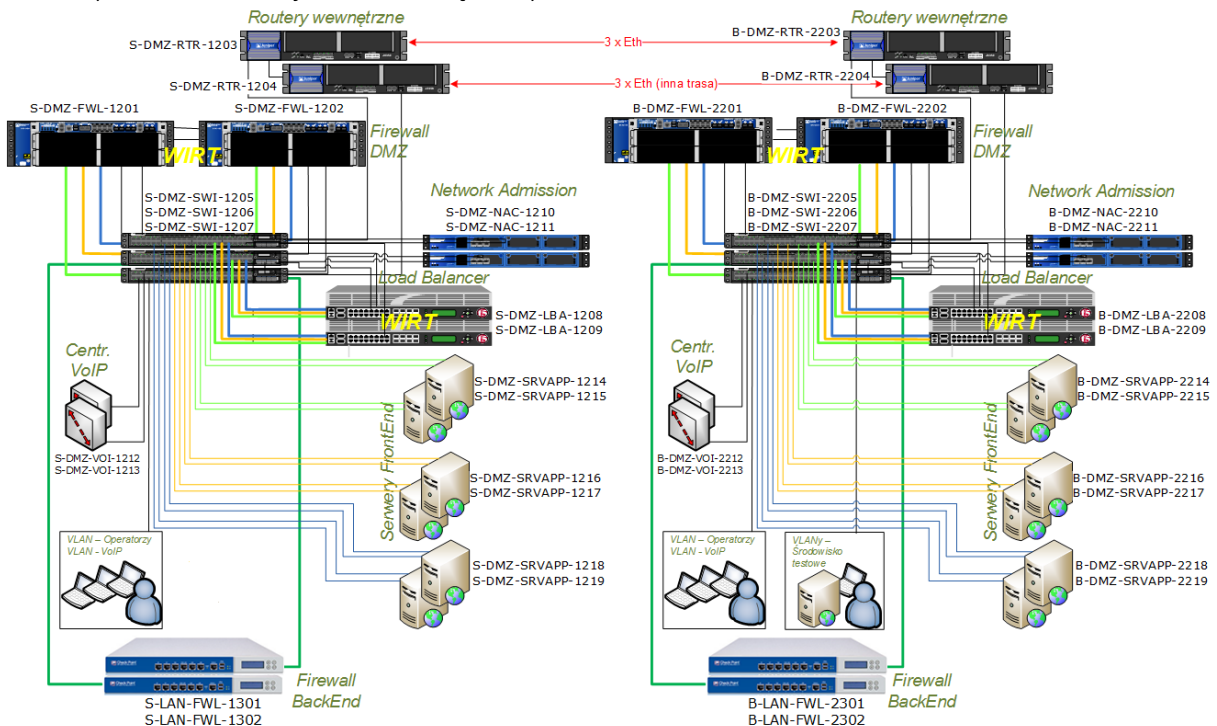 Routery wewnętrzne
S-DMZ-RTR-1203
S-DMZ-RTR-1204
3 x Eth
3 x Eth (inna trasa)
Routery wewnętrzne
B-DMZ-RTR-2203
B-DMZ-RTR-2204
S-DMZ-FWL-1201
S-DMZ-FWL-1202
Firewall
DMZ
WIRT
B-DMZ-FWL-2201
B-DMZ-FWL-2202
Firewall
DMZ
WIRT
S-DMZ-SWI-1205
S-DMZ-SWI-1206
S-DMZ-SWI-1207
Network Admission
S-DMZ-NAC-1210
S-DMZ-NAC-1211
B-DMZ-SWI-2205
B-DMZ-SWI-2206
B-DMZ-SWI-2207
Network Admission
B-DMZ-NAC-2210
B-DMZ-NAC-2211
Load Balancer
WIRT
S-DMZ-LBA-1208
S-DMZ-LBA-1209
Load Balancer
WIRT
B-DMZ-LBA-2208
B-DMZ-LBA-2209
Centr.
VoIP
S-DMZ-VOI-1212
S-DMZ-VOI-1213
Serwery FrontEnd
S-DMZ-SRVAPP-1214
S-DMZ-SRVAPP-1215
S-DMZ-SRVAPP-1216
S-DMZ-SRVAPP-1217
S-DMZ-SRVAPP-1218
S-DMZ-SRVAPP-1219
Centr.
VoIP
B-DMZ-VOI-2212
B-DMZ-VOI-2213
Serwery FrontEnd
B-DMZ-SRVAPP-2214
B-DMZ-SRVAPP-2215
B-DMZ-SRVAPP-2216
B-DMZ-SRVAPP-2217
B-DMZ-SRVAPP-2218
B-DMZ-SRVAPP-2219
VLAN – Operatorzy
VLAN - VoIP
VLAN – Operatorzy
VLAN - VoIP
VLANy –
Środowisko
testowe
Check Point
Check Point
Firewall
BackEnd
S-LAN-FWL-1301
S-LAN-FWL-1302
Check Point
Check Point
Firewall
BackEnd
B-LAN-FWL-2301
B-LAN-FWL-2302